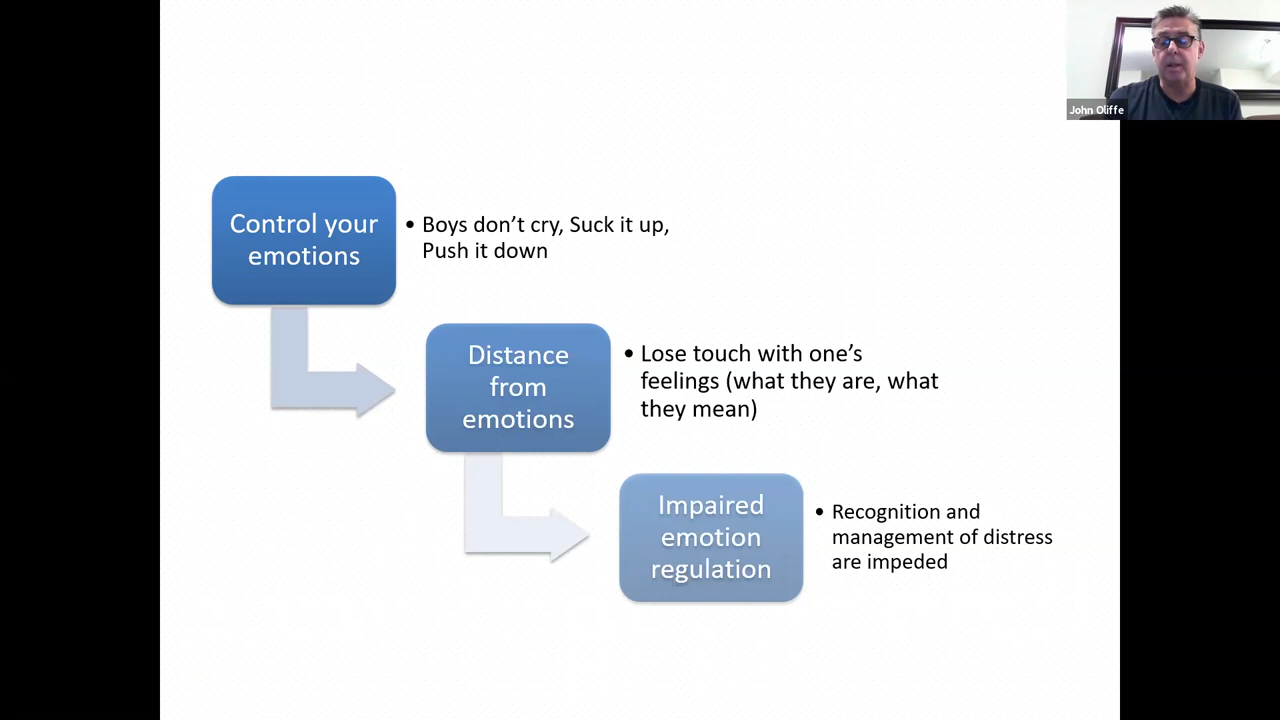 John Oliffe
Control your
emotions
• Boys don’t cry, Suck it up,
Push it down
Distance
from
emotions
• Lose touch with one’s
feelings (what they are, what
they mean)
Impaired
emotion
regulation
• Recognition and
management of distress
are impeded